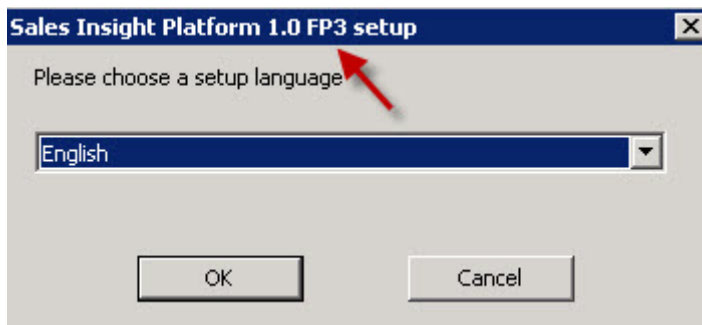 Sales Insight Platform 1.0 FP3 setup
Please choose a setup language
English
OK
Cancel